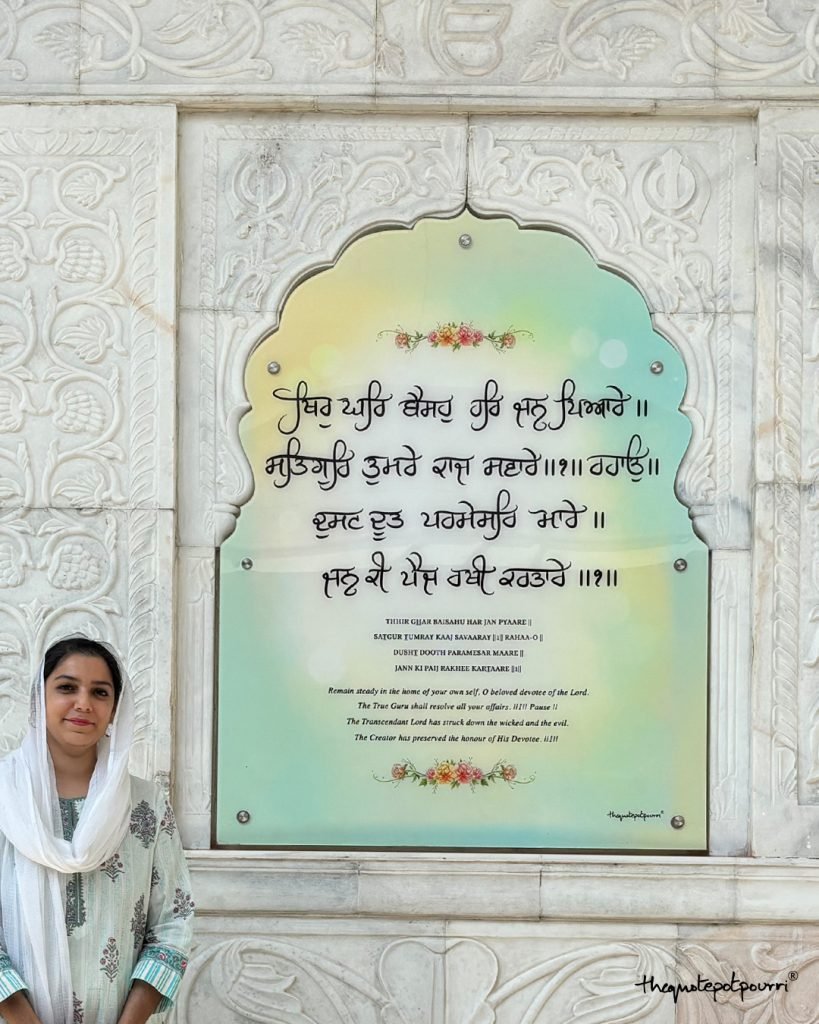 ੴ
ਥਿਰੁ ਘਰਿ ਬੈਸਹੁ ਹਰਿ ਜਨ ਪਿਆਰੇ ॥
ਸਤਿਗੁਰਿ ਤੁਮਰੇ ਕਾਜ ਸਵਾਰੇ ॥੧॥ ਰਹਾਉ ॥
ਦੁਸਟ ਦੂਤ ਪਰਮੇਸਰਿ ਮਾਰੇ ॥
ਜਨ ਕੀ ਪੈਜ ਰਖੀ ਕਰਤਾਰੇ ॥੧॥
THHIR GHAR BAISAHU HAR JAN PYAARE ||
SATGUR TUMRAY KAAJ SAVAARAY ||1|| RAHAA-O ||
DUSHT DOOTH PARAMESAR MAARE ||
JANN KI PAIJ RAKHEE KARTAARE ||1||
Remain steady in the home of your own self, O beloved devotee of the Lord.
The True Guru shall resolve all your affairs. ||1|| Pause ||
The Transcendant Lord has struck down the wicked and the evil.
The Creator has preserved the honour of His Devotee. ||1||
thequotepotpourri®
thequotepotpourri®